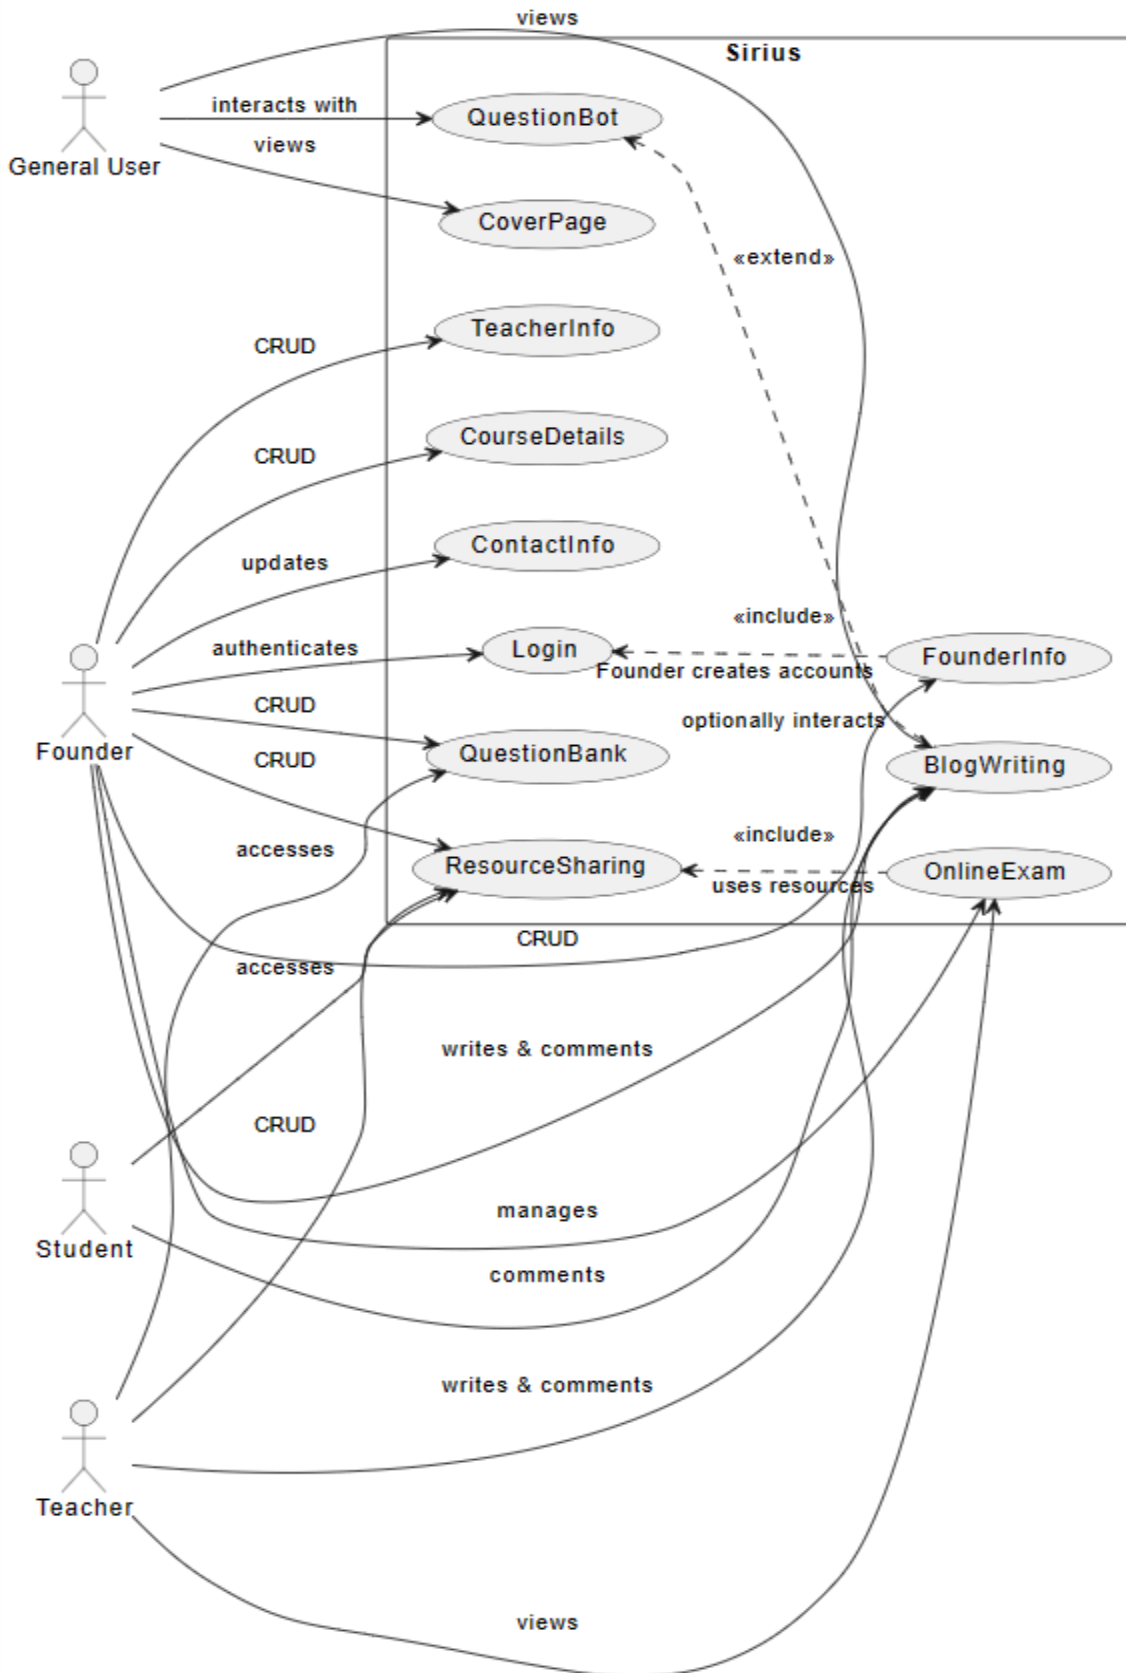 views
Sirius
interacts with
QuestionBot
views
General User
CoverPage
«extend»
TeacherInfo
CRUD
CourseDetails
CRUD
ContactInfo
updates
«include»
authenticates
Login
FounderInfo
Founder creates accounts
CRUD
optionally interacts
Founder
QuestionBank
CRUD
BlogWriting
«include»
accesses
ResourceSharing
OnlineExam
uses resources
CRUD
accesses
writes & comments
CRUD
manages
Student
comments
writes & comments
Teacher
views